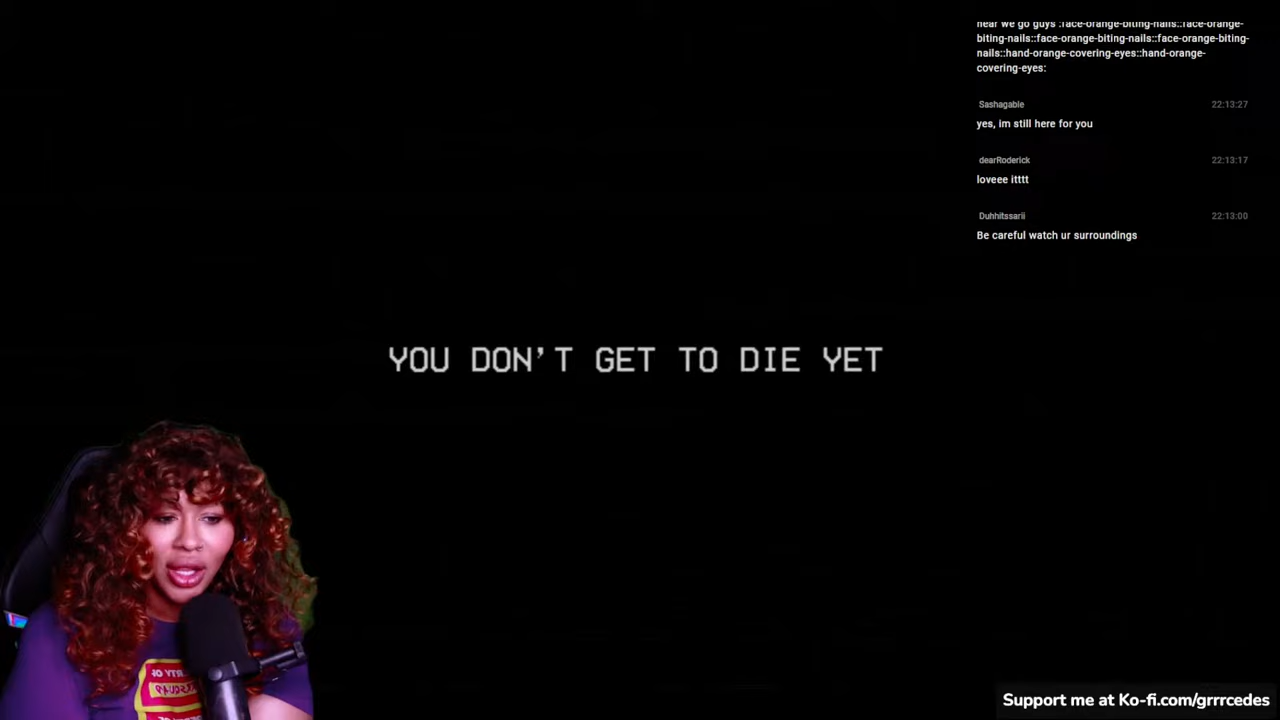 near we go guys :face-orange-biting-nails::face-orange-
biting-nails::face-orange-biting-nails::face-orange-biting-
nails::hand-orange-covering-eyes::hand-orange-
covering-eyes:
Sashagabie 22:13:27
yes, im still here for you
dearRoderick 22:13:17
loveee itttt
Duhhitssarii 22:13:00
Be careful watch ur surroundings
YOU DON'T GET TO DIE YET
Support me at Ko-fi.com/grrrcedes